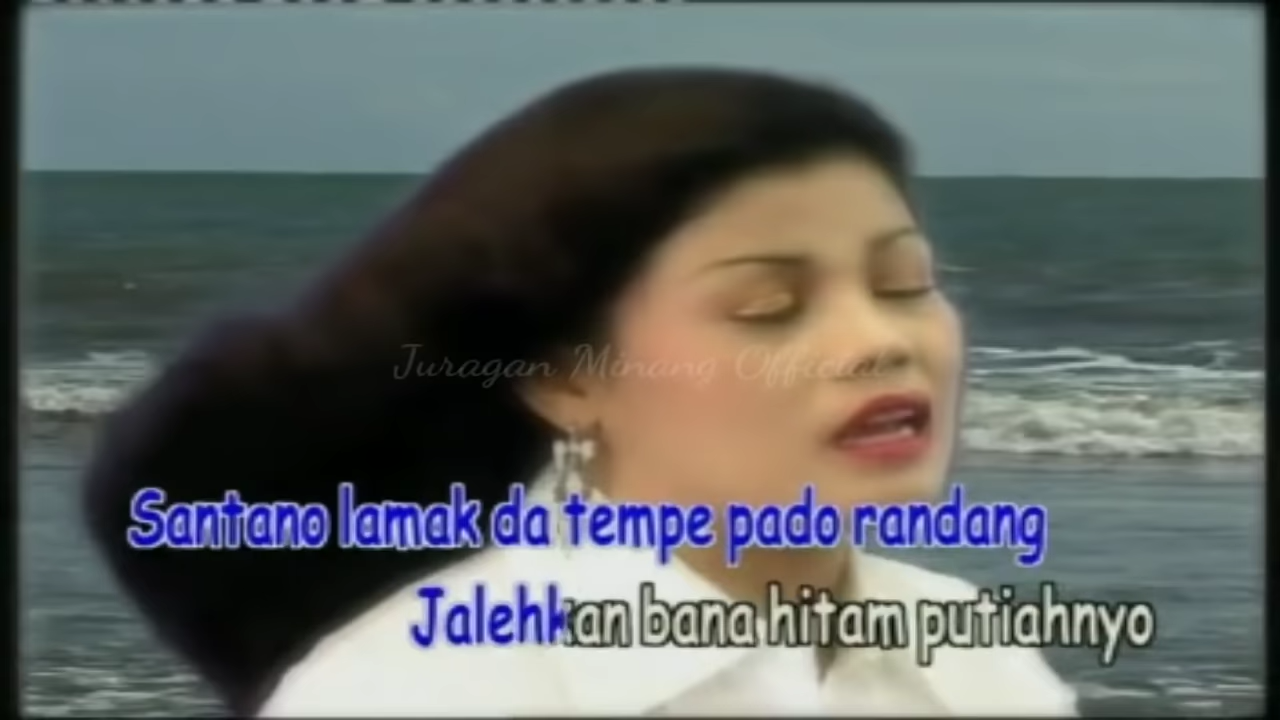 Juragan Minang Official
Santano lamak da tempe pado randang
Jalehkan bana hitam putiahnyo